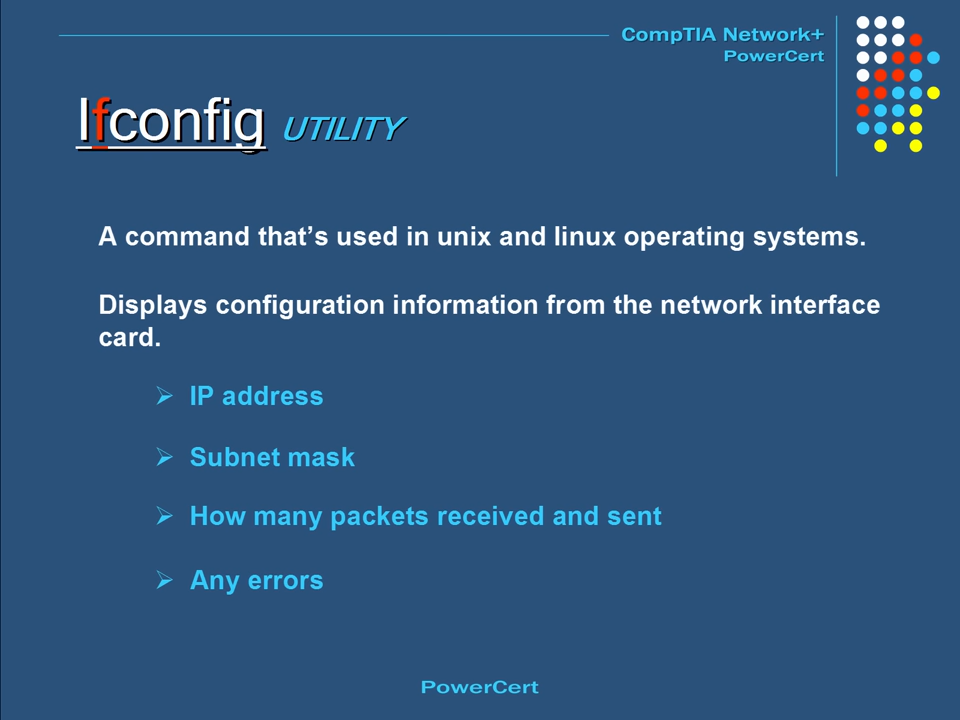 CompTIA Network+
PowerCert
Ifconfig UTILITY
A command that’s used in unix and linux operating systems.
Displays configuration information from the network interface
card.
IP address
Subnet mask
How many packets received and sent
Any errors
PowerCert